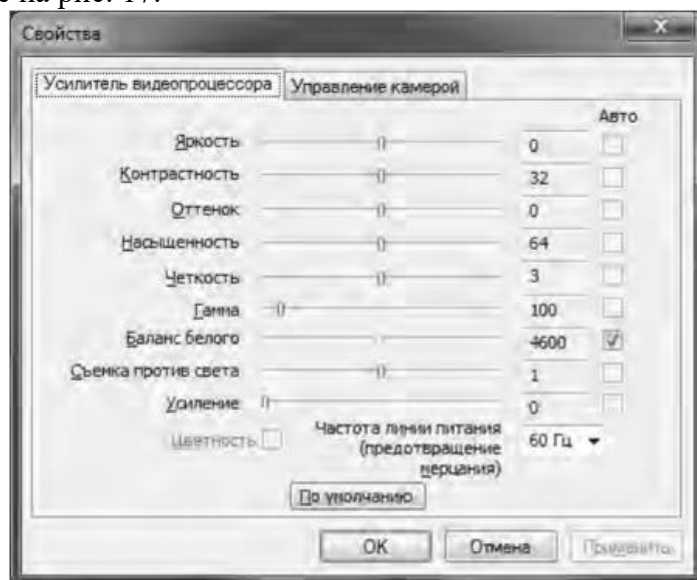 е на рис. 17.
Свойства
Усилитель видеопроцессора Управление камерой
Авто
Яркость 0
Контрастность 32
Оттенок 0
Насыщенность 64
Четкость 3
Гамма 100
Баланс белого 4600
Съемка против света 1
Усиление 0
Цветность Частота линии питания 60 Гц
(предотвращение
мерцания)
По умолчанию
ОК Отмена Применить